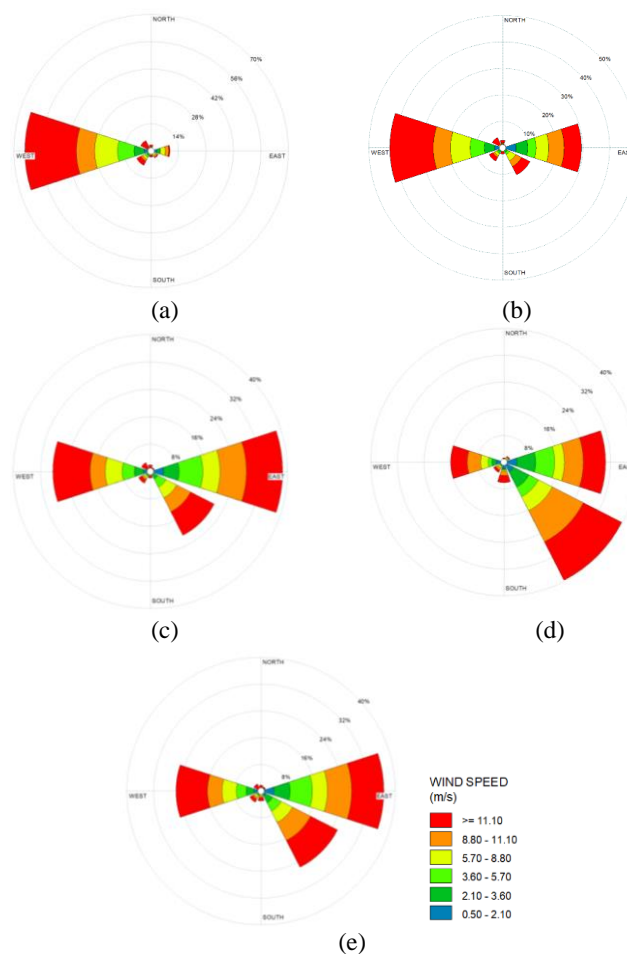 NORTH
70%
56%
42%
28%
14%
WEST
EAST
SOUTH
(a)
NORTH
50%
40%
30%
20%
10%
WEST
EA
SOUTH
(b)
NORTH
40%
32%
24%
16%
8%
WEST
EAST
SOUTH
(c)
NORTH
40%
32%
24%
16%
8%
WEST
EA
SOUTH
(d)
NORTH
40%
32%
24%
16%
8%
WEST
EAST
SOUTH
(e)
WIND SPEED
(m/s)
>= 11.10
8.80 - 11.10
5.70 - 8.80
3.60 - 5.70
2.10 - 3.60
0.50 - 2.10